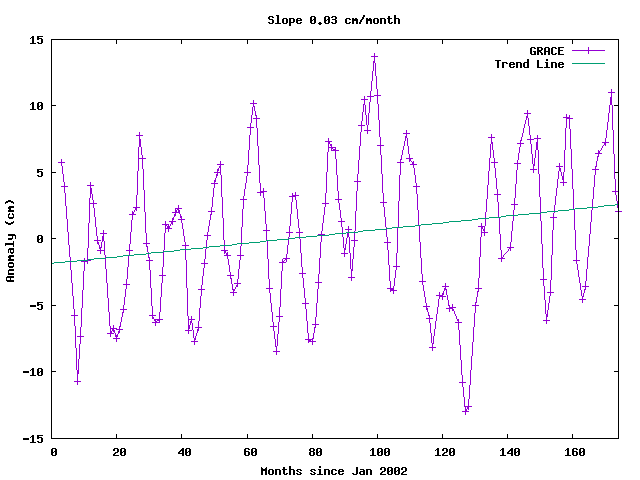 Slope 0.03 cm/month
GRACE
Trend Line
15
10
5
0
-5
-10
-15
Anomaly (cm)
0 20 40 60 80 100 120 140 160
Months since Jan 2002